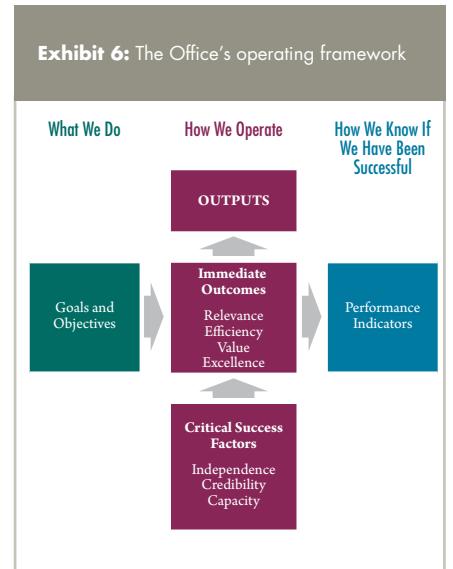 Exhibit 6: The Office's operating framework
What We Do
How We Operate
How We Know If
We Have Been
Successful
OUTPUTS
Goals and
Objectives
Immediate
Outcomes
Relevance
Efficiency
Value
Excellence
Performance
Indicators
Critical Success
Factors
Independence
Credibility
Capacity